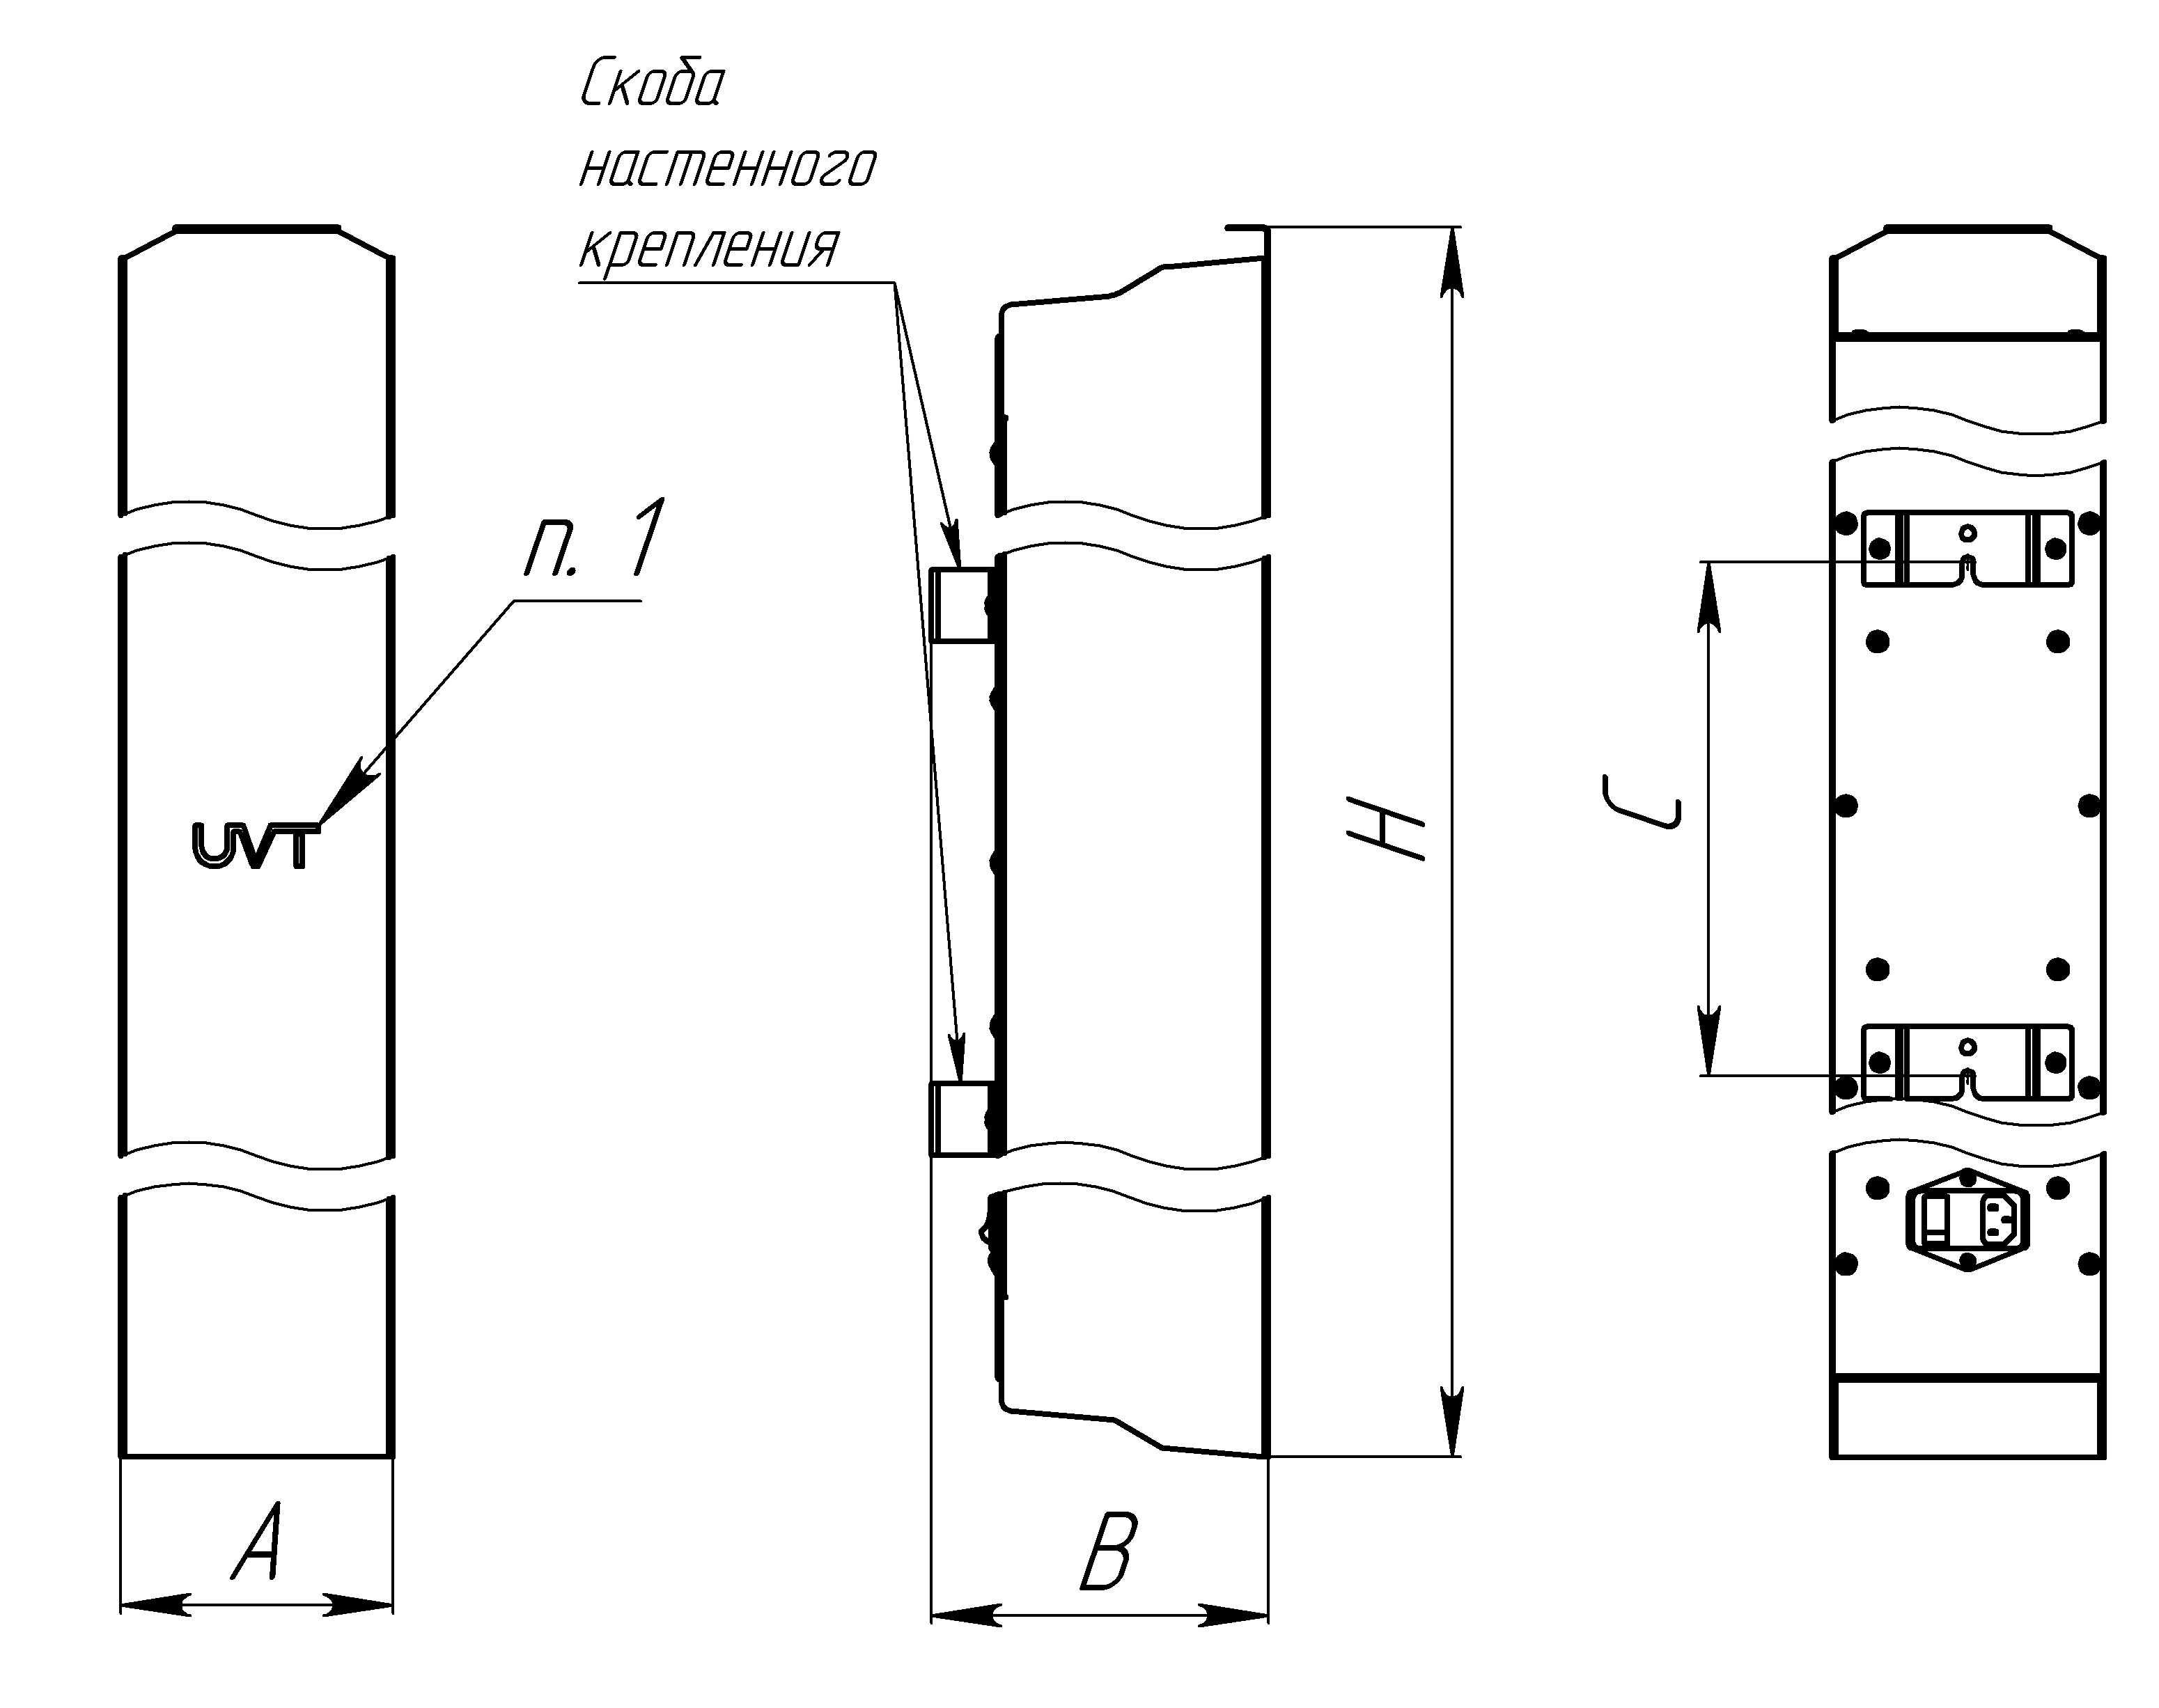 Скоба
настенного
крепления
п. 1
UVT
H
C
A
B